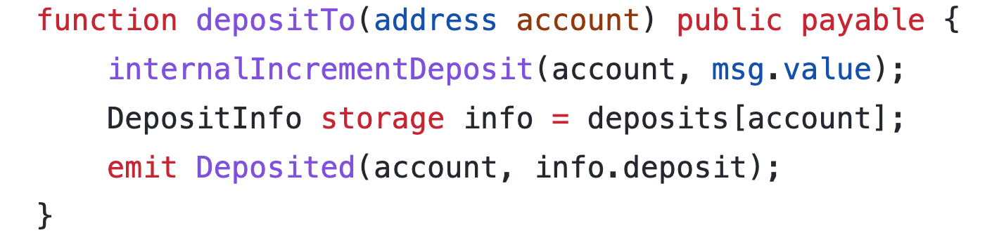 function depositTo(address account) public payable {
    internalIncrementDeposit(account, msg.value);
    DepositInfo storage info = deposits[account];
    emit Deposited(account, info.deposit);
}